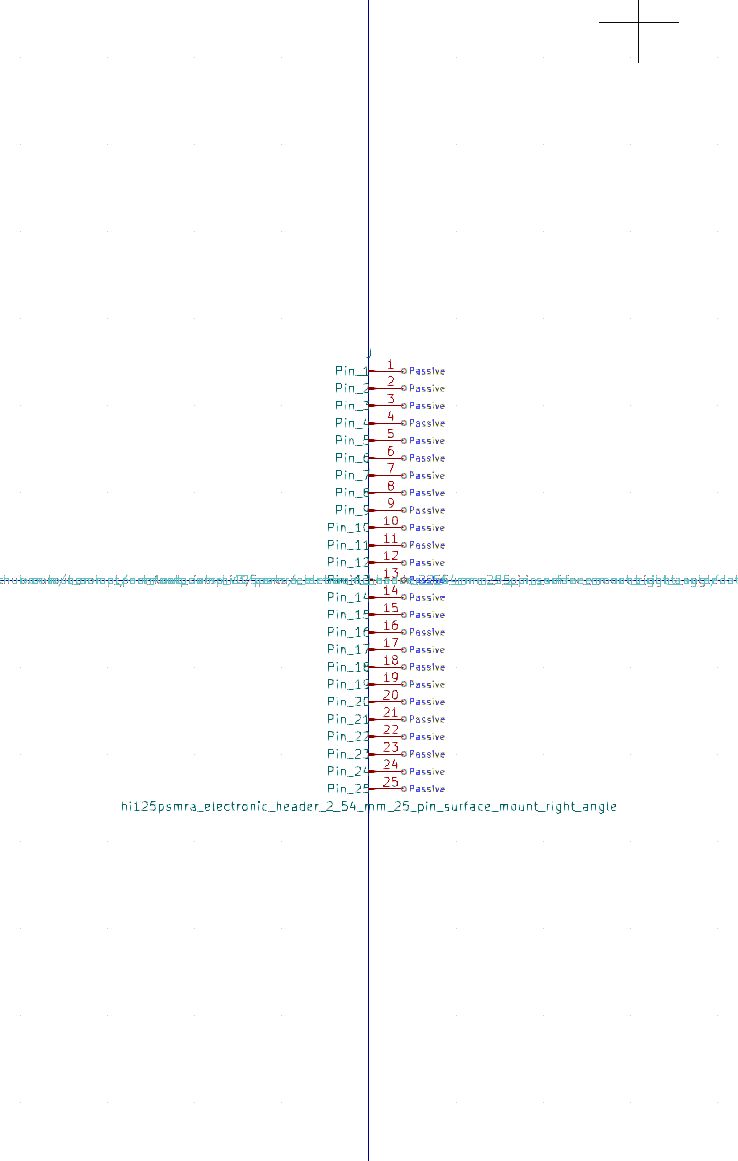 J
Pin_1 1 Passive
Pin_2 2 Passive
Pin_3 3 Passive
Pin_4 4 Passive
Pin_5 5 Passive
Pin_6 6 Passive
Pin_7 7 Passive
Pin_8 8 Passive
Pin_9 9 Passive
Pin_10 10 Passive
Pin_11 11 Passive
Pin_12 12 Passive
13
Pin_14 14 Passive
Pin_15 15 Passive
Pin_16 16 Passive
Pin_17 17 Passive
Pin_18 18 Passive
Pin_19 19 Passive
Pin_20 20 Passive
Pin_21 21 Passive
Pin_22 22 Passive
Pin_23 23 Passive
Pin_24 24 Passive
Pin_25 25 Passive
hi125psmra_electronic_header_2_54_mm_25_pin_surface_mount_right_angle